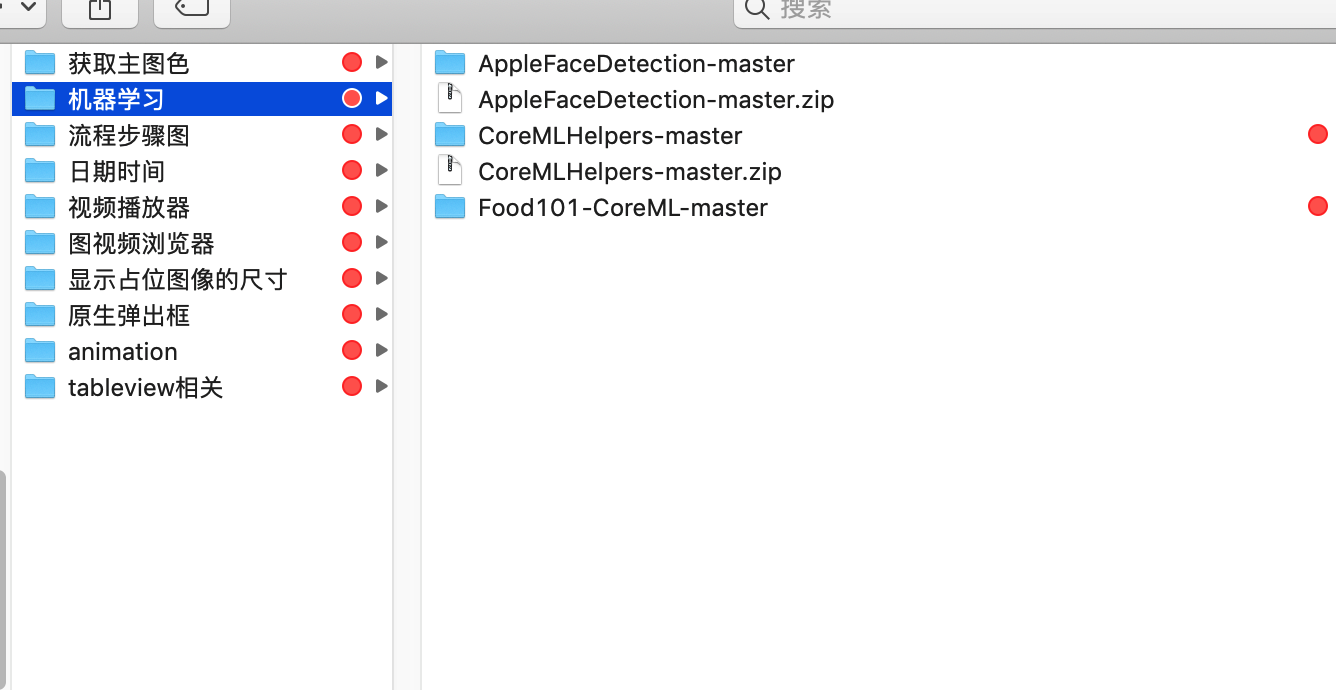 搜索
获取主图色
机器学习
流程步骤图
日期时间
视频播放器
图视频浏览器
显示占位图像的尺寸
原生弹出框
animation
tableview相关
AppleFaceDetection-master
AppleFaceDetection-master.zip
CoreMLHelpers-master
CoreMLHelpers-master.zip
Food101-CoreML-master